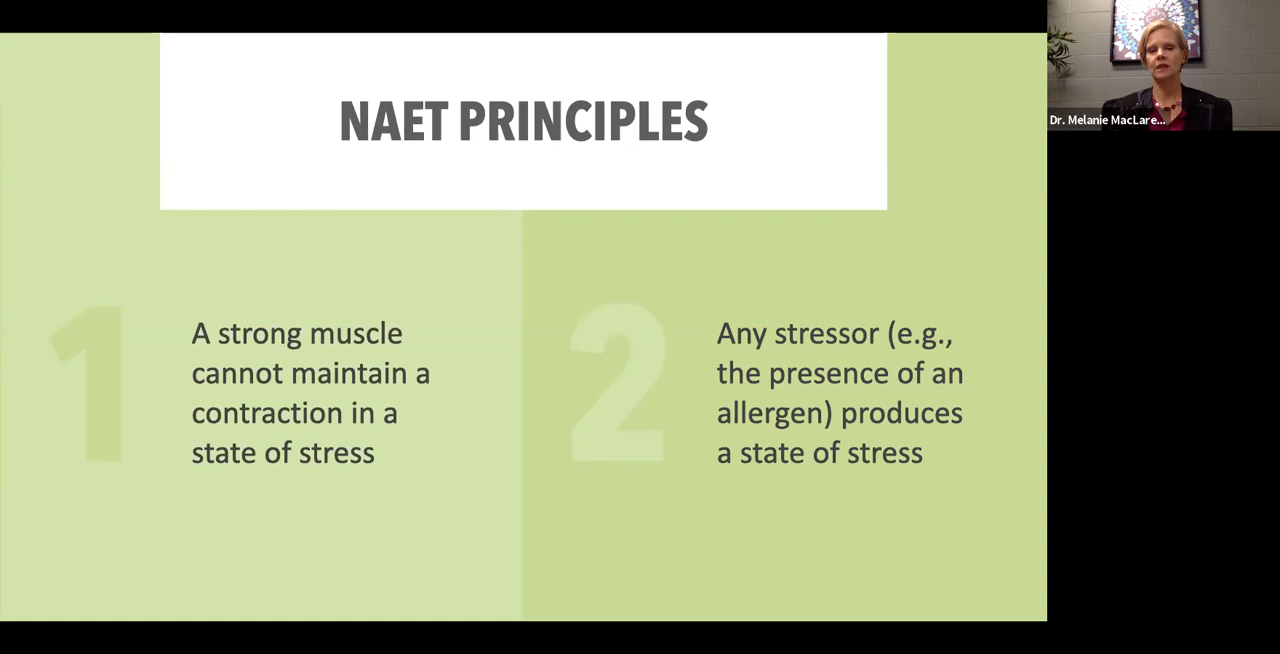 NAET PRINCIPLES
1
A strong muscle
cannot maintain a
contraction in a
state of stress
2
Any stressor (e.g.,
the presence of an
allergen) produces
a state of stress
Dr. Melanie MacLare...